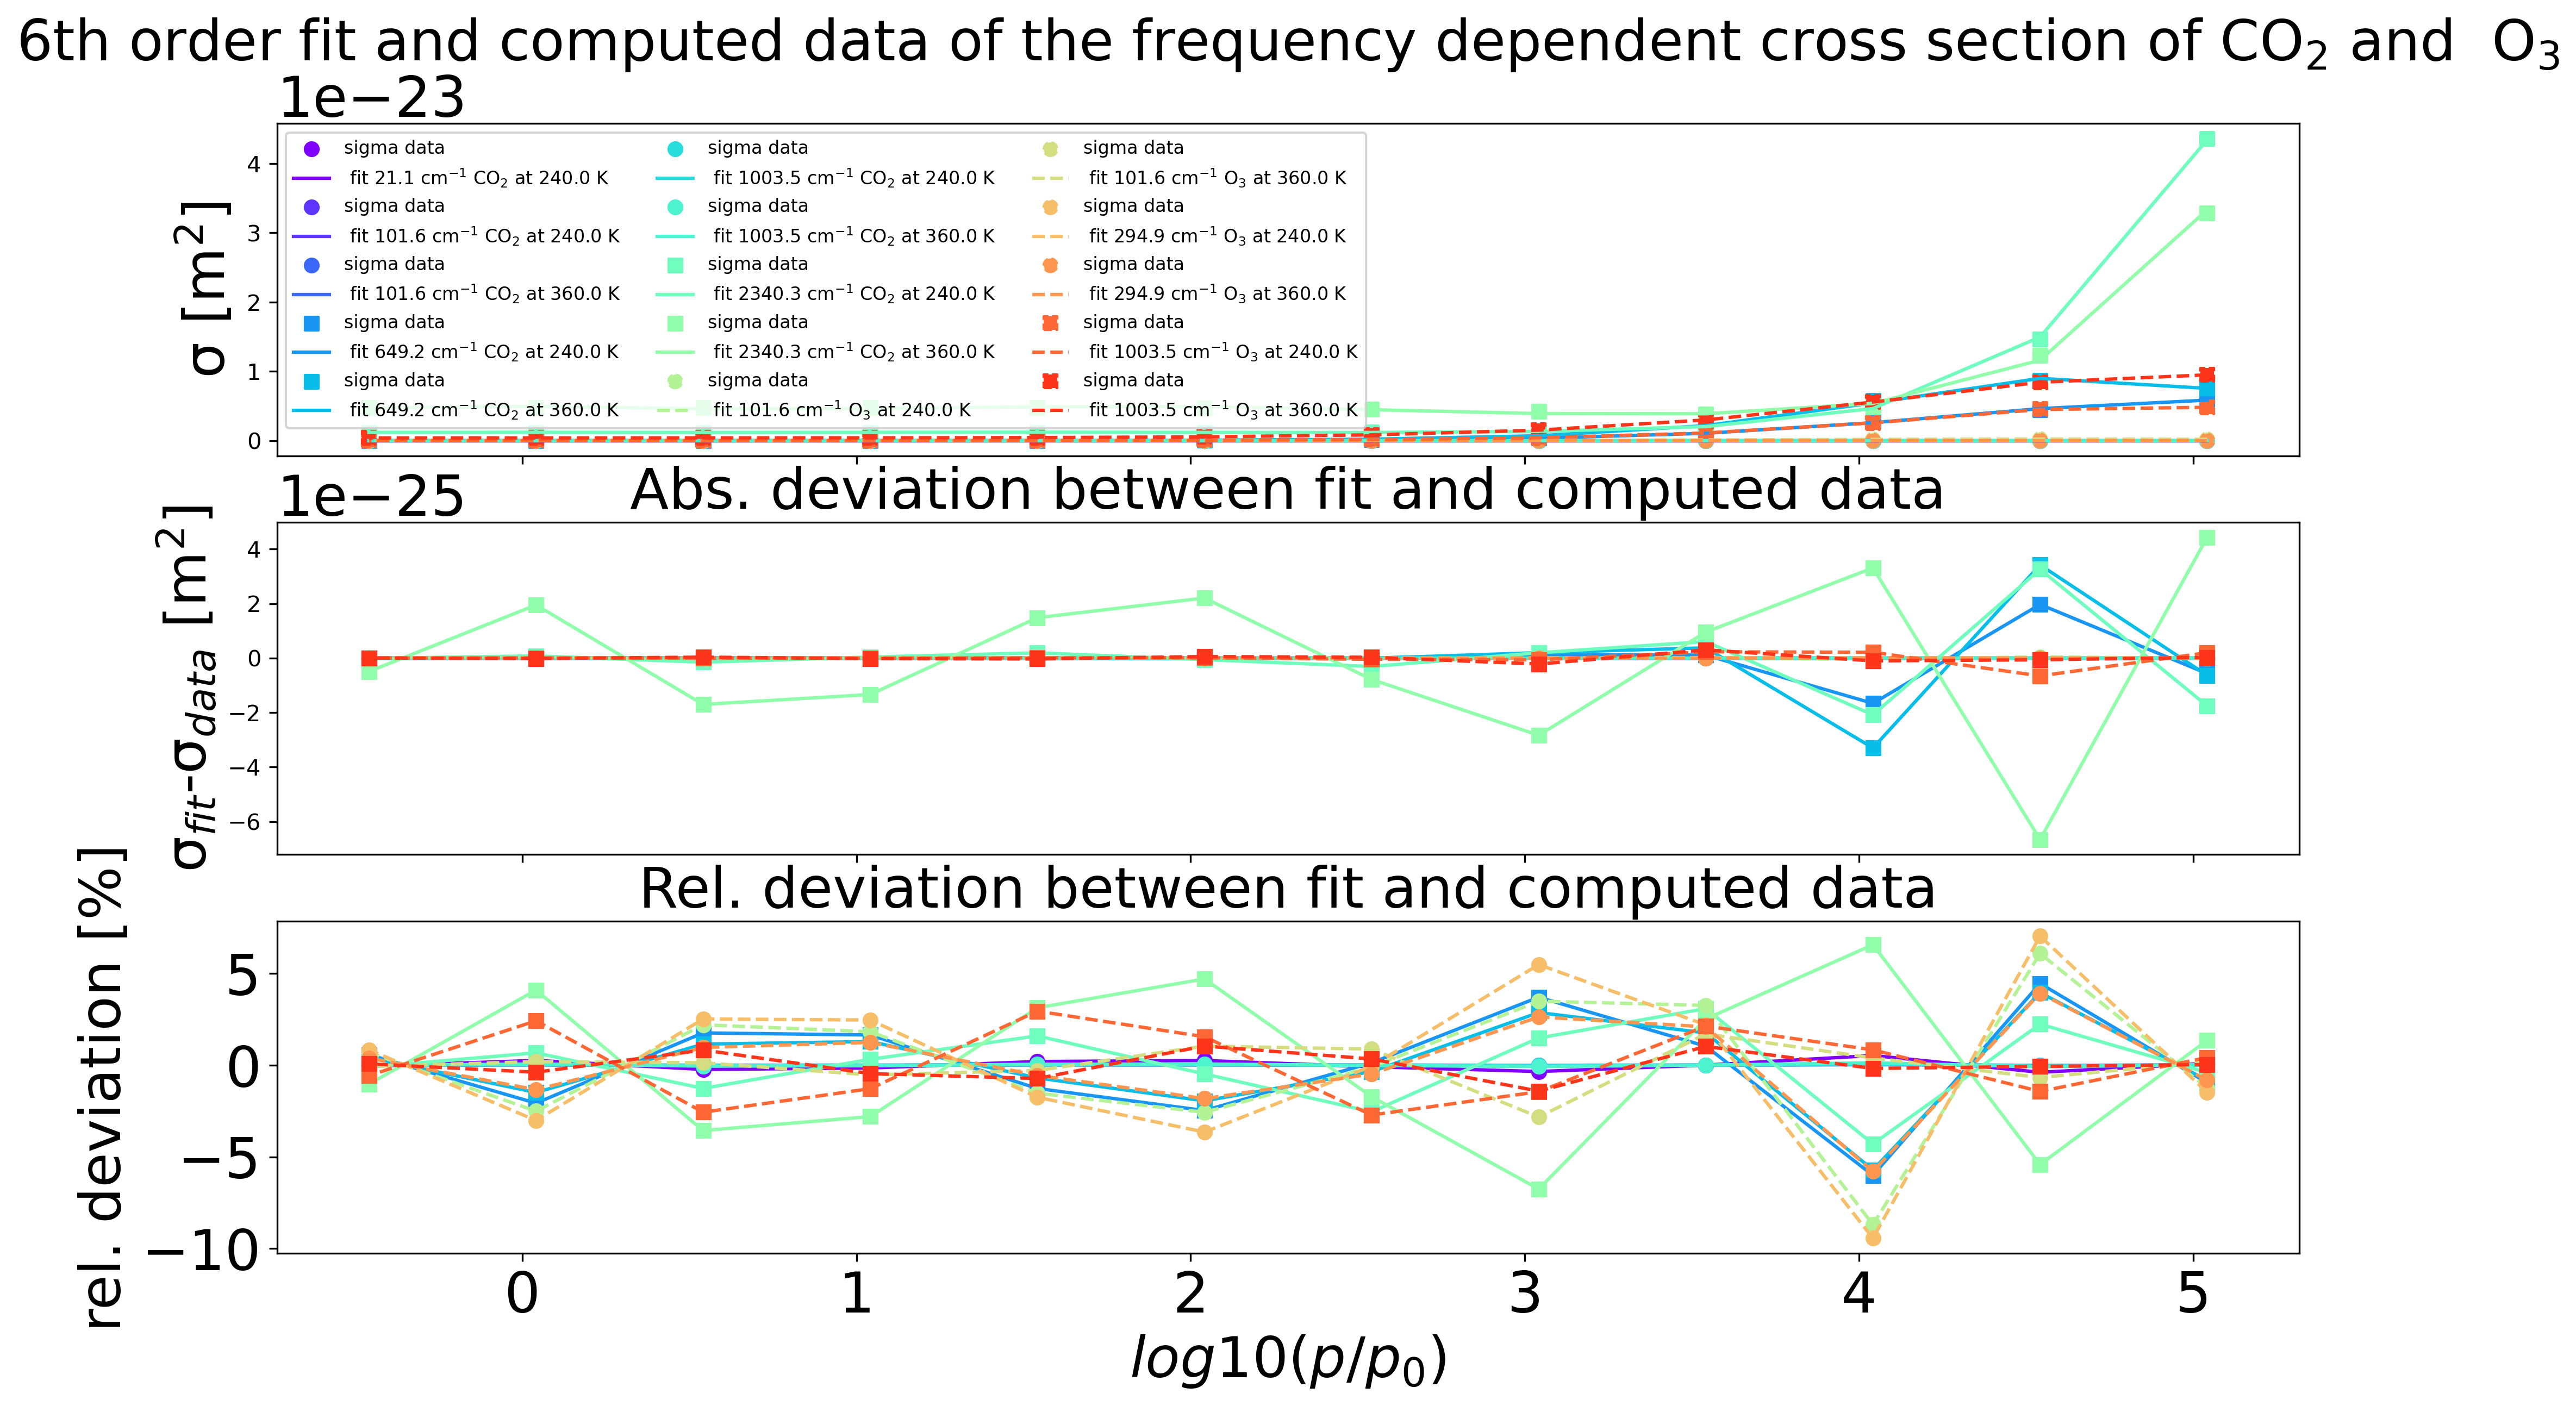 6th order fit and computed data of the frequency dependent cross section of CO₂ and O₃
1e−23
σ [m²]
4
3
2
1
0
sigma data
fit 21.1 cm⁻¹ CO₂ at 240.0 K
sigma data
fit 101.6 cm⁻¹ CO₂ at 240.0 K
sigma data
fit 101.6 cm⁻¹ CO₂ at 360.0 K
sigma data
fit 649.2 cm⁻¹ CO₂ at 240.0 K
sigma data
fit 649.2 cm⁻¹ CO₂ at 360.0 K
sigma data
fit 1003.5 cm⁻¹ CO₂ at 240.0 K
sigma data
fit 1003.5 cm⁻¹ CO₂ at 360.0 K
sigma data
fit 2340.3 cm⁻¹ CO₂ at 240.0 K
sigma data
fit 2340.3 cm⁻¹ CO₂ at 360.0 K
sigma data
fit 101.6 cm⁻¹ O₃ at 240.0 K
sigma data
fit 101.6 cm⁻¹ O₃ at 360.0 K
sigma data
fit 294.9 cm⁻¹ O₃ at 240.0 K
sigma data
fit 294.9 cm⁻¹ O₃ at 360.0 K
sigma data
fit 1003.5 cm⁻¹ O₃ at 240.0 K
sigma data
fit 1003.5 cm⁻¹ O₃ at 360.0 K
Abs. deviation between fit and computed data
1e−25
σfit-σdata [m²]
4
2
0
−2
−4
−6
Rel. deviation between fit and computed data
rel. deviation [%]
5
0
−5
−10
0 1 2 3 4 5
log10(p/p₀)